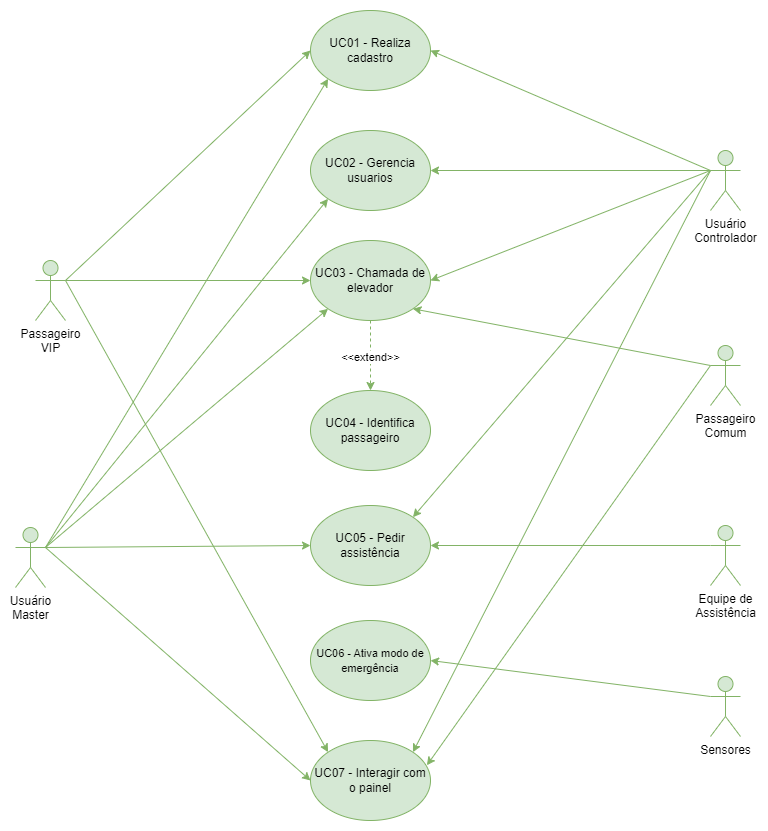 UC01 - Realiza
cadastro
UC02 - Gerencia
usuarios
Usuário
Controlador
UC03 - Chamada de
elevador
Passageiro
VIP
<<extend>>
Passageiro
Comum
UC04 - Identifica
passageiro
UC05 - Pedir
assistência
Usuário
Master
Equipe de
Assistência
UC06 - Ativa modo de
emergência
Sensores
UC07 - Interagir com
o painel